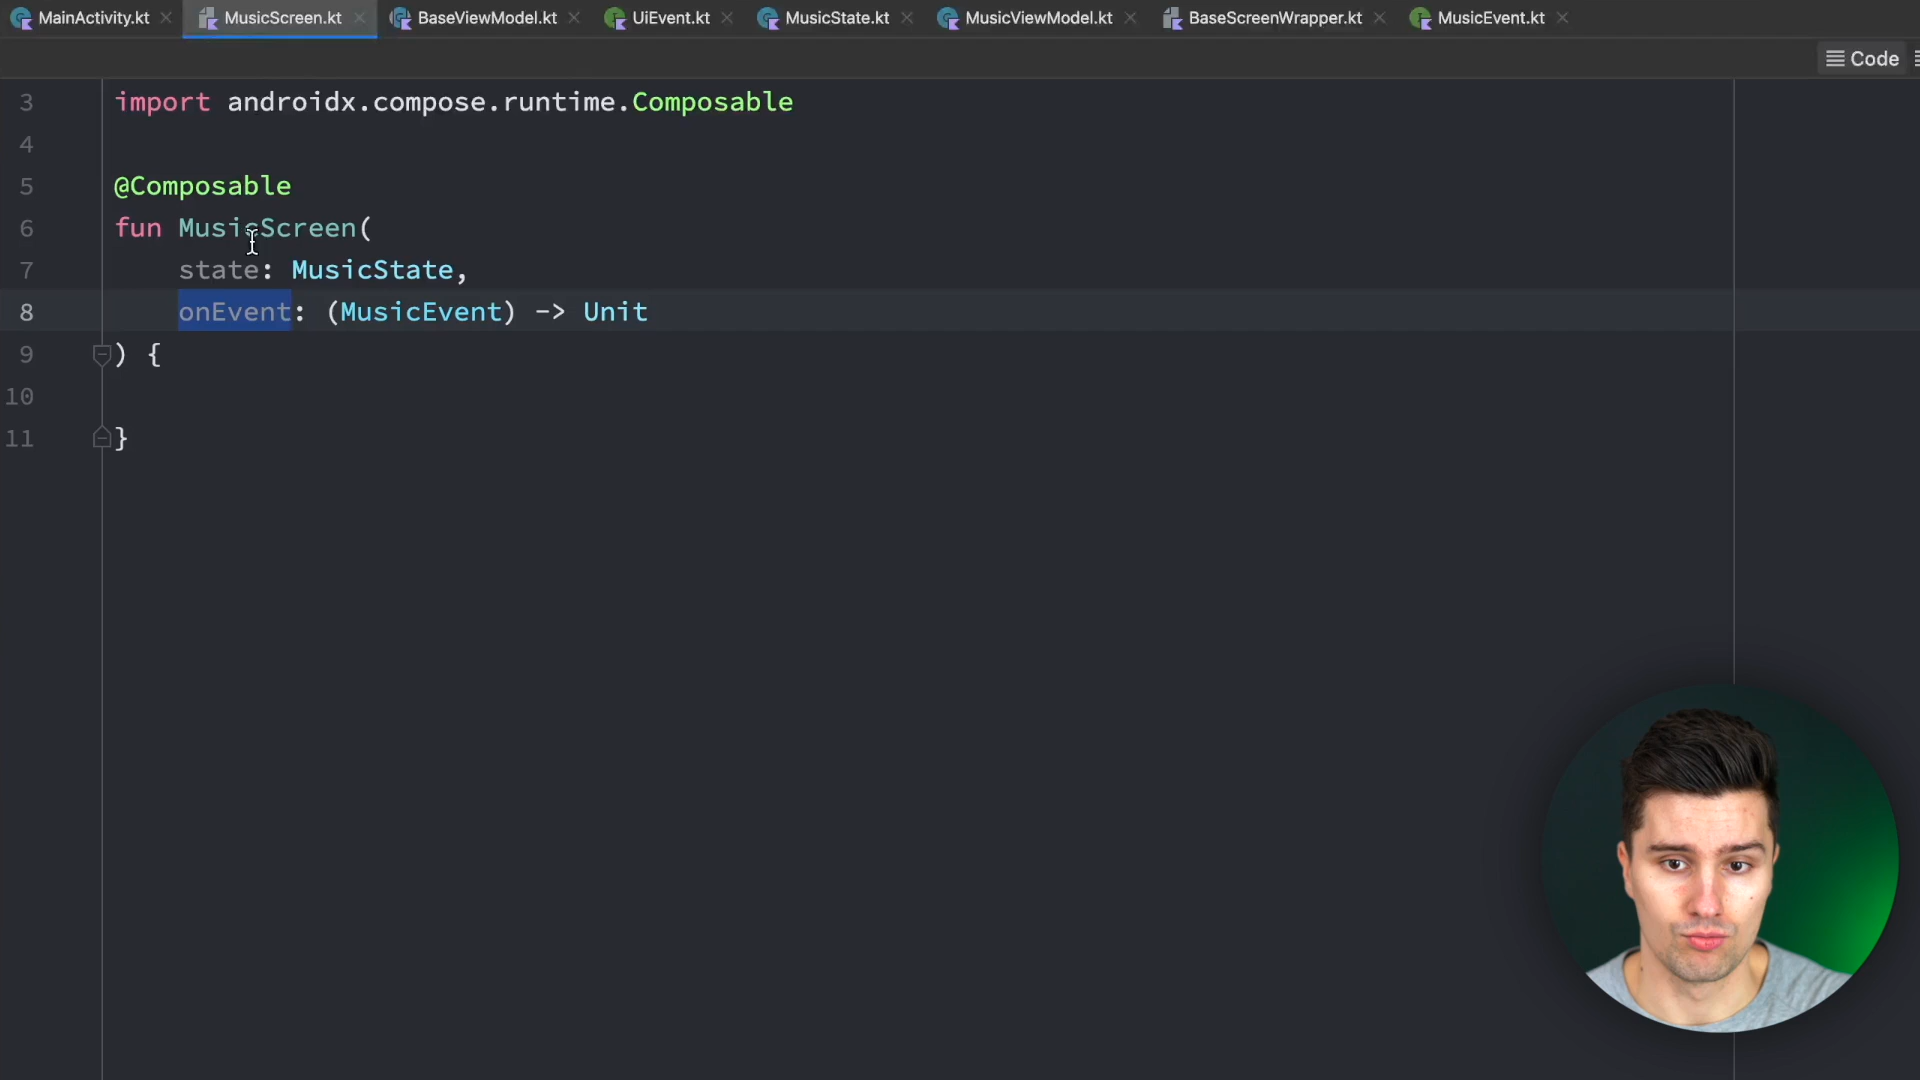 MainActivity.kt MusicScreen.kt BaseViewModel.kt UiEvent.kt MusicState.kt MusicViewModel.kt BaseScreenWrapper.kt MusicEvent.kt
Code
3 import androidx.compose.runtime.Composable
4
5 @Composable
6 fun MusicScreen(
7 state: MusicState,
8 onEvent: (MusicEvent) -> Unit
9 ) {
10
11 }